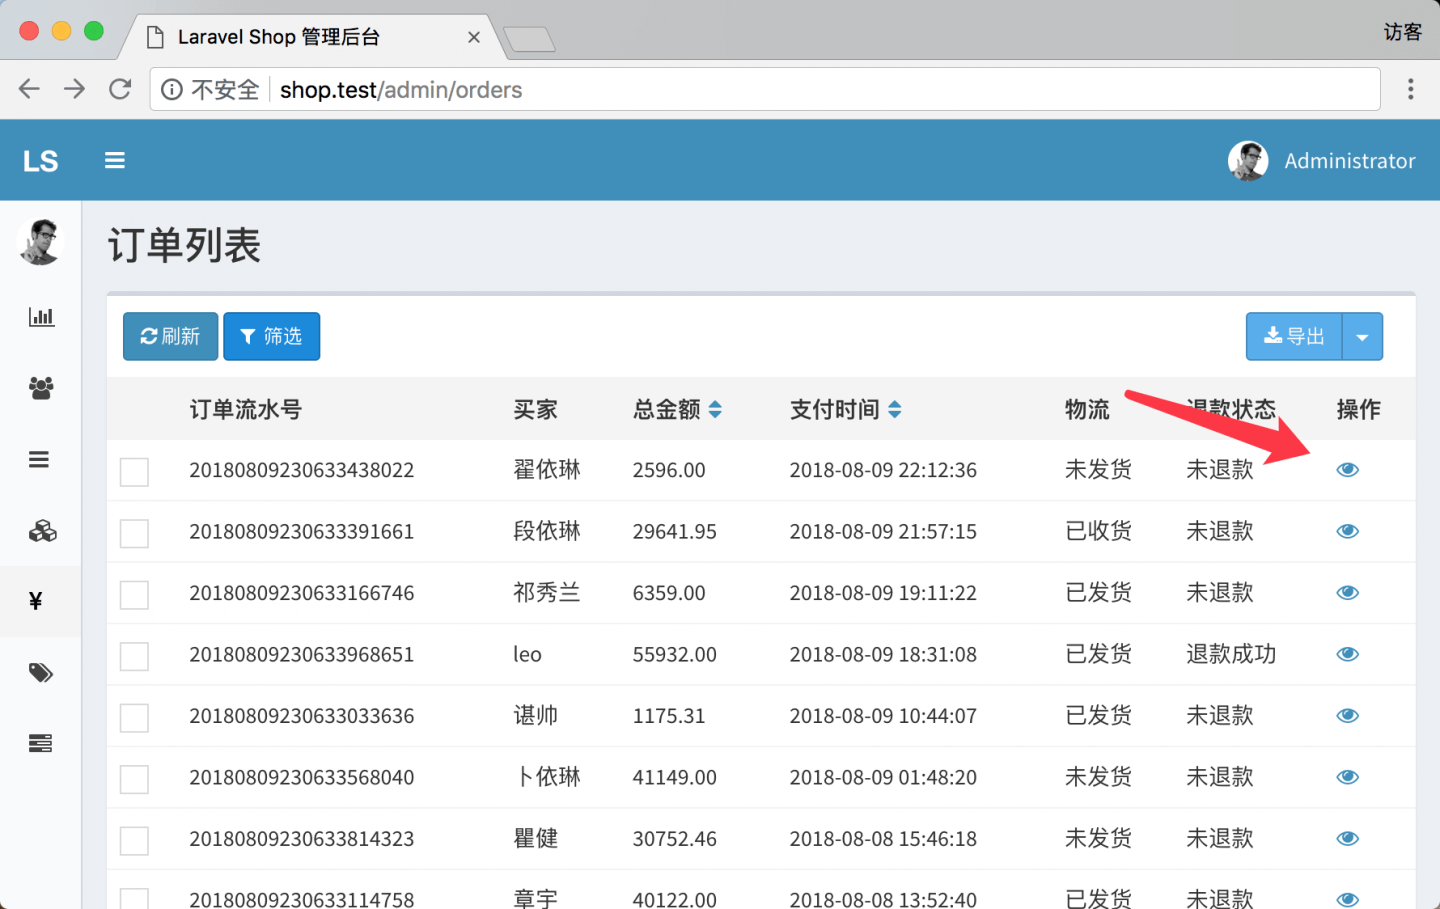 Laravel Shop 管理后台
访客
不安全 shop.test/admin/orders
LS Administrator
订单列表
刷新 筛选 导出
订单流水号 买家 总金额 支付时间 物流 退款状态 操作
20180809230633438022 翟依琳 2596.00 2018-08-09 22:12:36 未发货 未退款
20180809230633391661 段依琳 29641.95 2018-08-09 21:57:15 已收货 未退款
20180809230633166746 祁秀兰 6359.00 2018-08-09 19:11:22 已发货 未退款
20180809230633968651 leo 55932.00 2018-08-09 18:31:08 已发货 退款成功
20180809230633033636 谌帅 1175.31 2018-08-09 10:44:07 已发货 未退款
20180809230633568040 卜依琳 41149.00 2018-08-09 01:48:20 未发货 未退款
20180809230633814323 瞿健 30752.46 2018-08-08 15:46:18 未发货 未退款
20180809230633114758 章宇 40122.00 2018-08-08 13:52:40 已发货 未退款